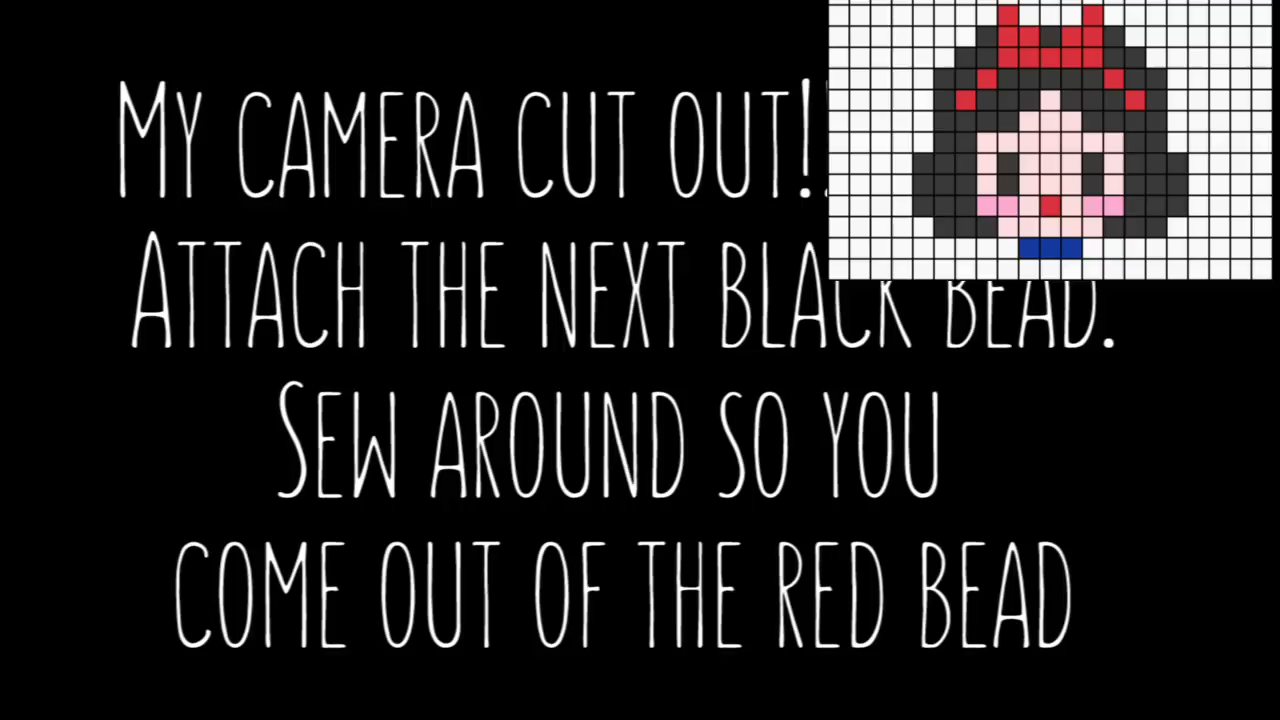 My camera cut out!
Attach the next black bead.
Sew around so you
come out of the red bead